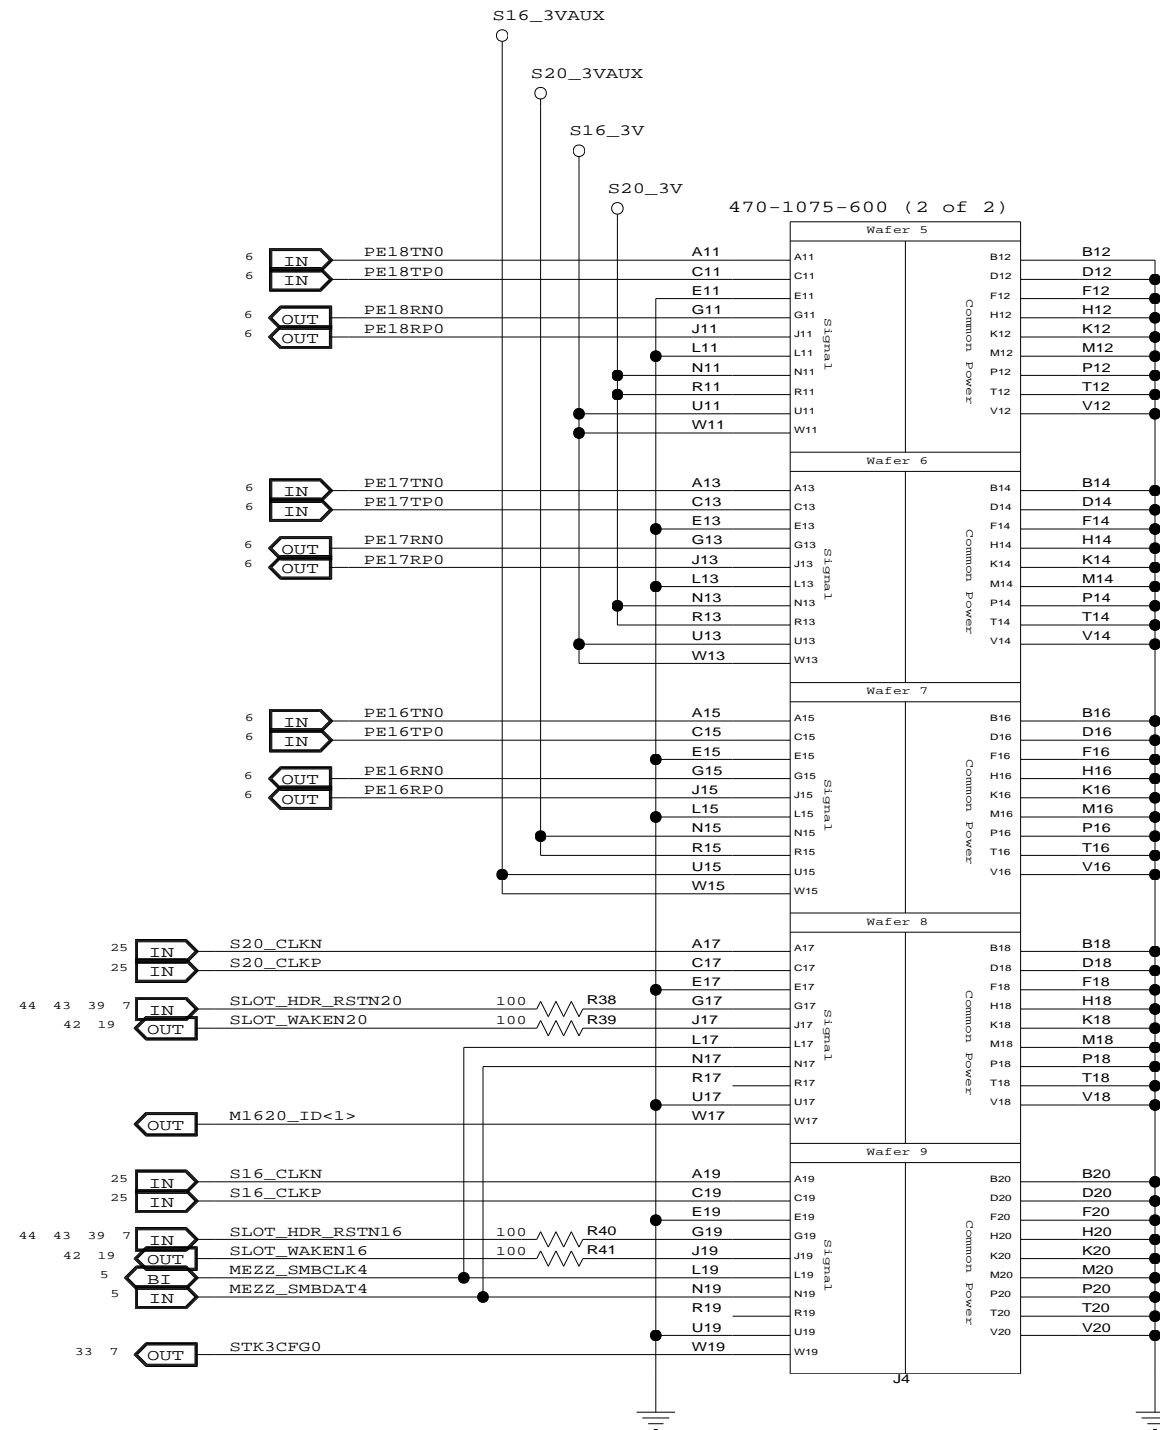 S16_3VAUX
S20_3VAUX
S16_3V
S20_3V
470-1075-600 (2 of 2)
Wafer 5
6 IN PE18TN0 A11 A11 B12 B12
6 IN PE18TP0 C11 C11 D12 D12
E11 E11 F12 F12
6 OUT PE18RN0 G11 G11 H12 H12
6 OUT PE18RP0 J11 J11 K12 K12
L11 L11 M12 M12
N11 N11 P12 P12
R11 R11 T12 T12
U11 U11 V12 V12
W11 W11
Signal
Common Power
Wafer 6
6 IN PE17TN0 A13 A13 B14 B14
6 IN PE17TP0 C13 C13 D14 D14
E13 E13 F14 F14
6 OUT PE17RN0 G13 G13 H14 H14
6 OUT PE17RP0 J13 J13 K14 K14
L13 L13 M14 M14
N13 N13 P14 P14
R13 R13 T14 T14
U13 U13 V14 V14
W13 W13
Signal
Common Power
Wafer 7
6 IN PE16TN0 A15 A15 B16 B16
6 IN PE16TP0 C15 C15 D16 D16
E15 E15 F16 F16
6 OUT PE16RN0 G15 G15 H16 H16
6 OUT PE16RP0 J15 J15 K16 K16
L15 L15 M16 M16
N15 N15 P16 P16
R15 R15 T16 T16
U15 U15 V16 V16
W15 W15
Signal
Common Power
Wafer 8
25 IN S20_CLKN A17 A17 B18 B18
25 IN S20_CLKP C17 C17 D18 D18
E17 E17 F18 F18
44 43 39 7 IN SLOT_HDR_RSTN20 100 R38 G17 G17 H18 H18
42 19 OUT SLOT_WAKEN20 100 R39 J17 J17 K18 K18
L17 L17 M18 M18
N17 N17 P18 P18
R17 R17 T18 T18
U17 U17 V18 V18
OUT M1620_ID<1> W17 W17
Signal
Common Power
Wafer 9
25 IN S16_CLKN A19 A19 B20 B20
25 IN S16_CLKP C19 C19 D20 D20
E19 E19 F20 F20
44 43 39 7 IN SLOT_HDR_RSTN16 100 R40 G19 G19 H20 H20
42 19 OUT SLOT_WAKEN16 100 R41 J19 J19 K20 K20
5 BI MEZZ_SMBCLK4 L19 L19 M20 M20
5 IN MEZZ_SMBDAT4 N19 N19 P20 P20
R19 R19 T20 T20
U19 U19 V20 V20
33 7 OUT STK3CFG0 W19 W19
Signal
Common Power
J4